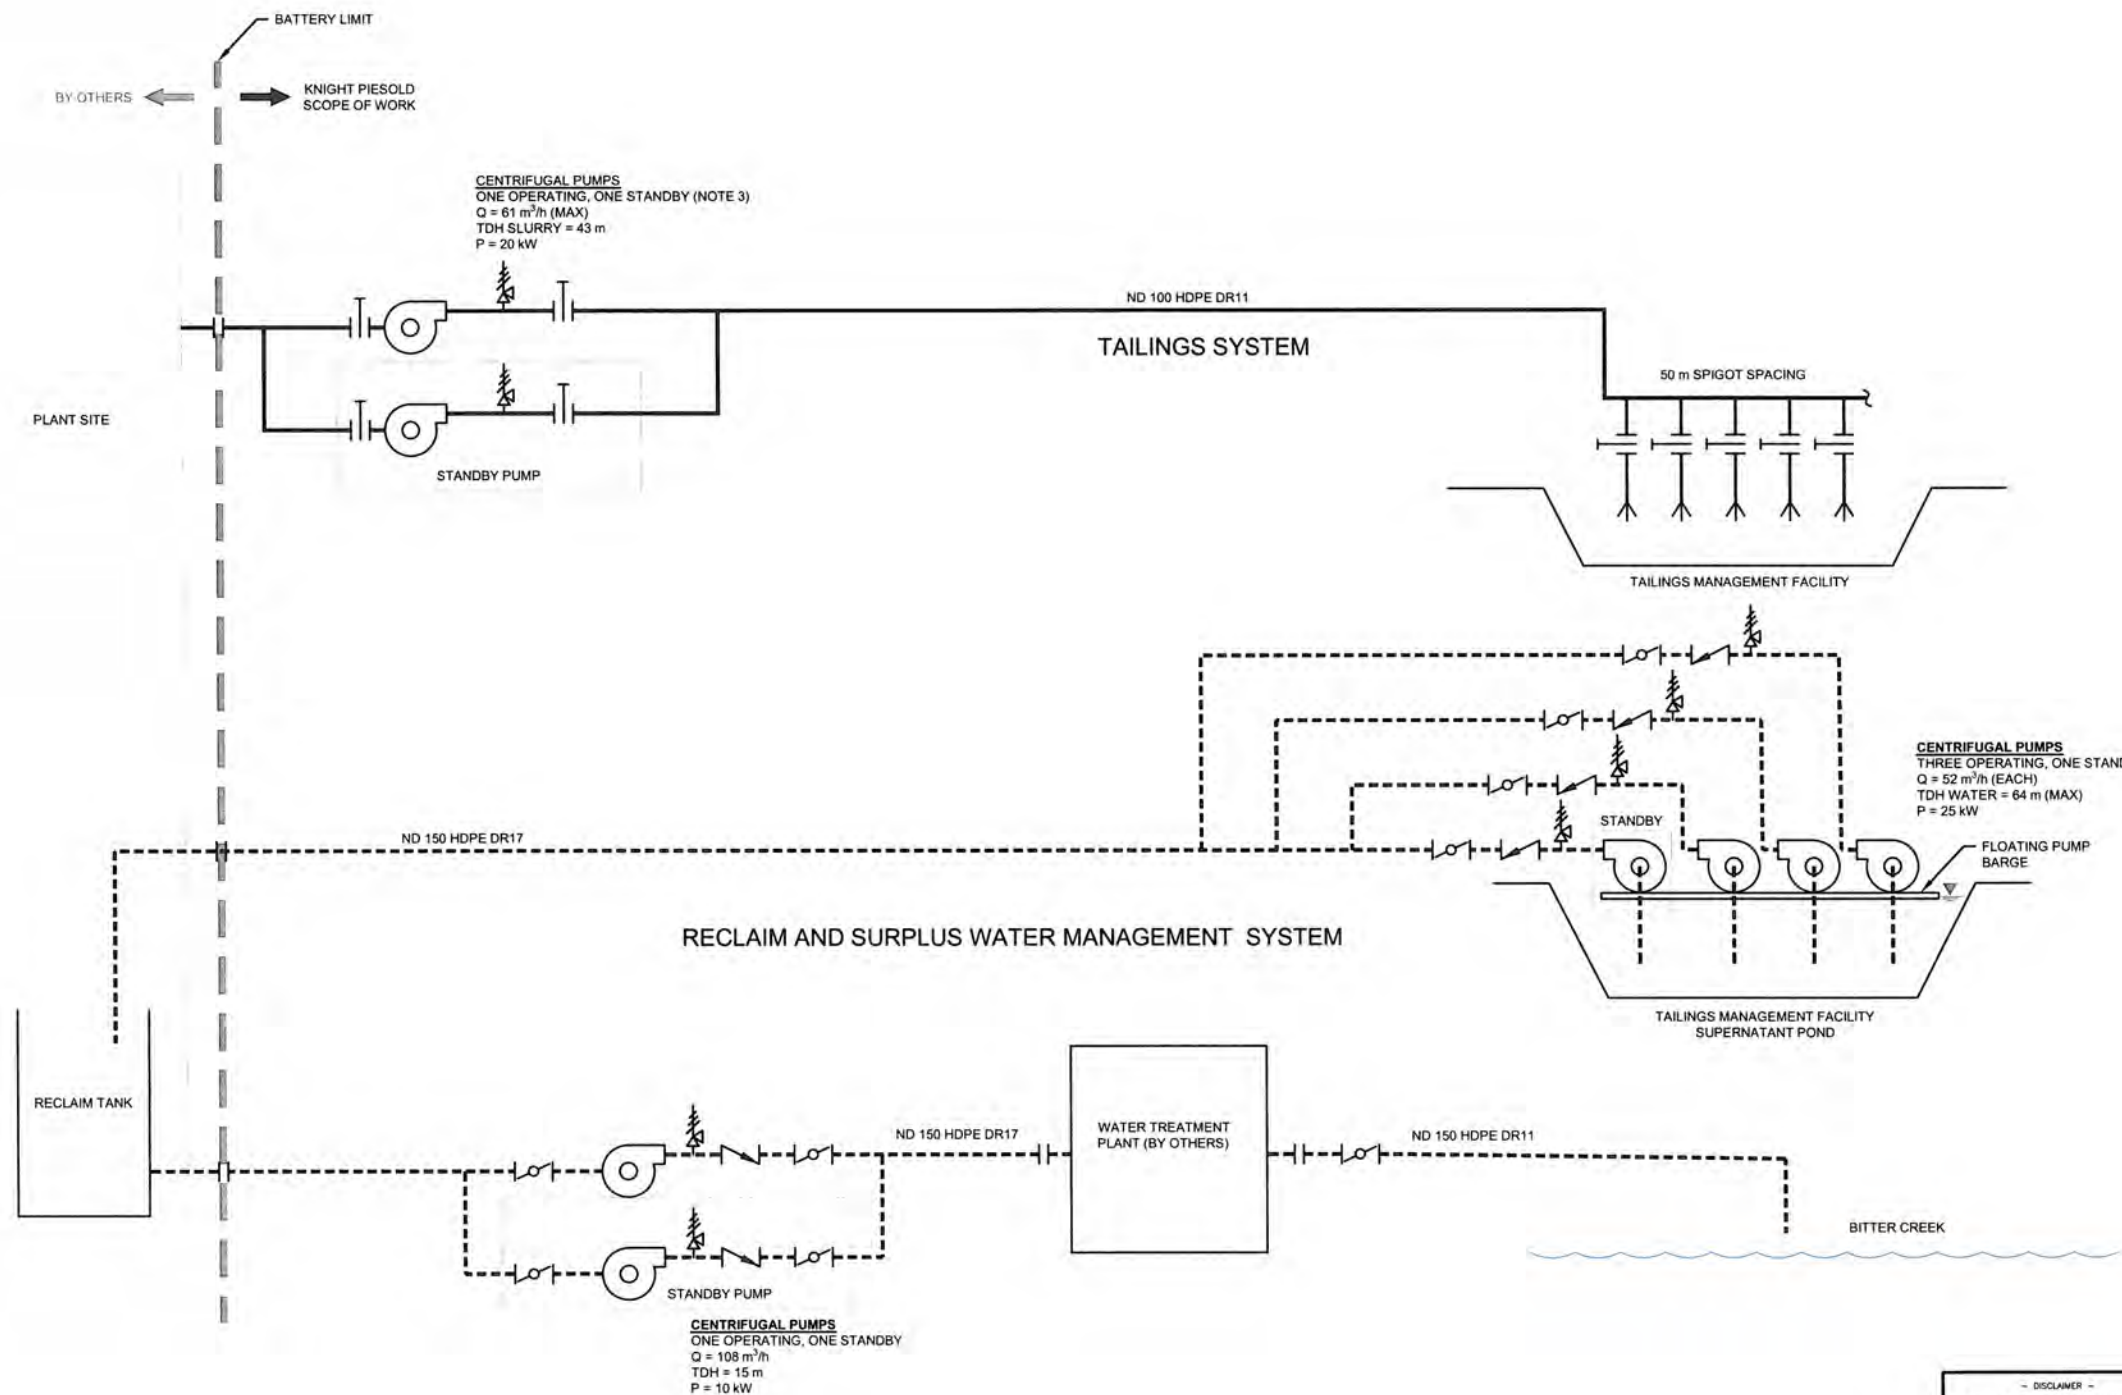 BATTERY LIMIT
BY OTHERS
KNIGHT PIESOLD
SCOPE OF WORK
CENTRIFUGAL PUMPS
ONE OPERATING, ONE STANDBY (NOTE 3)
Q = 61 m³/h (MAX)
TDH SLURRY = 43 m
P = 20 kW
ND 100 HDPE DR11
TAILINGS SYSTEM
50 m SPIGOT SPACING
PLANT SITE
STANDBY PUMP
TAILINGS MANAGEMENT FACILITY
CENTRIFUGAL PUMPS
THREE OPERATING, ONE STAND
Q = 52 m³/h (EACH)
TDH WATER = 64 m (MAX)
P = 25 kW
STANDBY
ND 150 HDPE DR17
FLOATING PUMP
BARGE
RECLAIM AND SURPLUS WATER MANAGEMENT SYSTEM
TAILINGS MANAGEMENT FACILITY
SUPERNATANT POND
RECLAIM TANK
ND 150 HDPE DR17
WATER TREATMENT
PLANT (BY OTHERS)
ND 150 HDPE DR11
BITTER CREEK
STANDBY PUMP
CENTRIFUGAL PUMPS
ONE OPERATING, ONE STANDBY
Q = 108 m³/h
TDH = 15 m
P = 10 kW
- DISCLAIMER -